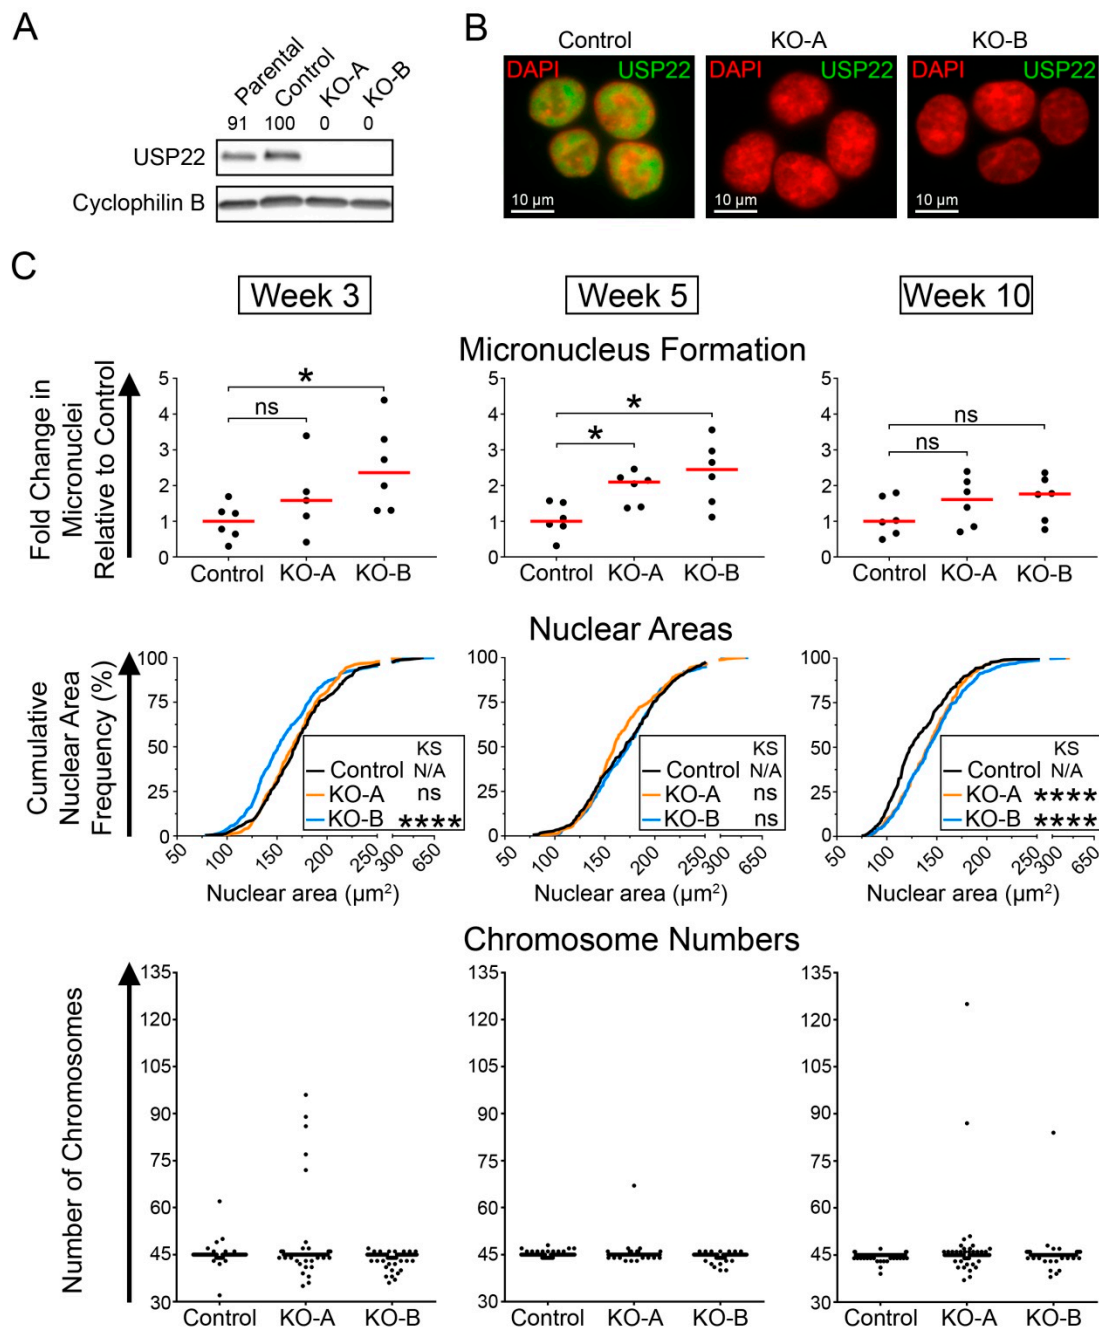 A
Parental
Control
KO-A
KO-B
91 100 0 0
USP22
Cyclophilin B
B
Control KO-A KO-B
DAPI USP22 DAPI USP22 DAPI USP22
10 µm 10 µm 10 µm
C
Week 3 Week 5 Week 10
Micronucleus Formation
Fold Change in
Micronuclei
Relative to Control
5 4 3 2 1 0
ns *
Control KO-A KO-B
5 4 3 2 1 0
* *
Control KO-A KO-B
5 4 3 2 1 0
ns ns
Control KO-A KO-B
Nuclear Areas
Cumulative
Nuclear Area
Frequency (%)
100 75 50 25 0
KS
Control N/A
KO-A ns
KO-B ****
50 100 150 200 250 300 650
Nuclear area (µm²)
100 75 50 25 0
KS
Control N/A
KO-A ns
KO-B ns
50 100 150 200 250 300 650
Nuclear area (µm²)
100 75 50 25 0
KS
Control N/A
KO-A ****
KO-B ****
50 100 150 200 250 300 650
Nuclear area (µm²)
Chromosome Numbers
Number of Chromosomes
135 120 105 90 75 60 45 30
Control KO-A KO-B
135 120 105 90 75 60 45 30
Control KO-A KO-B
135 120 105 90 75 60 45 30
Control KO-A KO-B